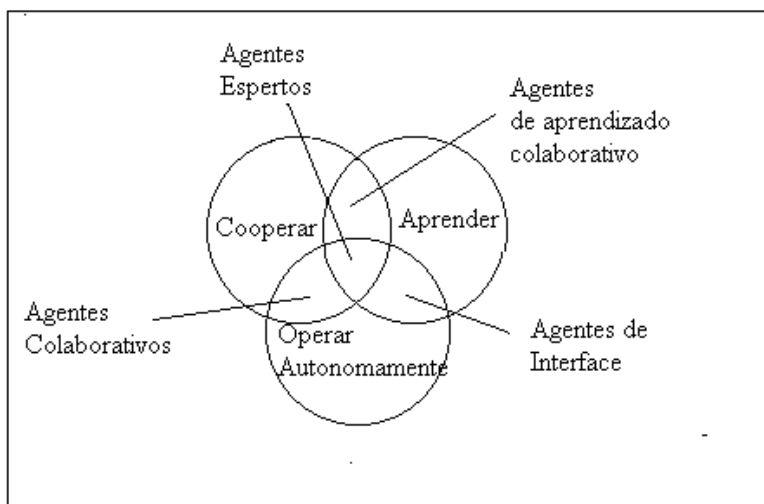 Agentes
Espertos
Agentes
de aprendizado
colaborativo
Cooperar
Aprender
Agentes
Colaborativos
Operar
Autonomamente
Agentes de
Interface